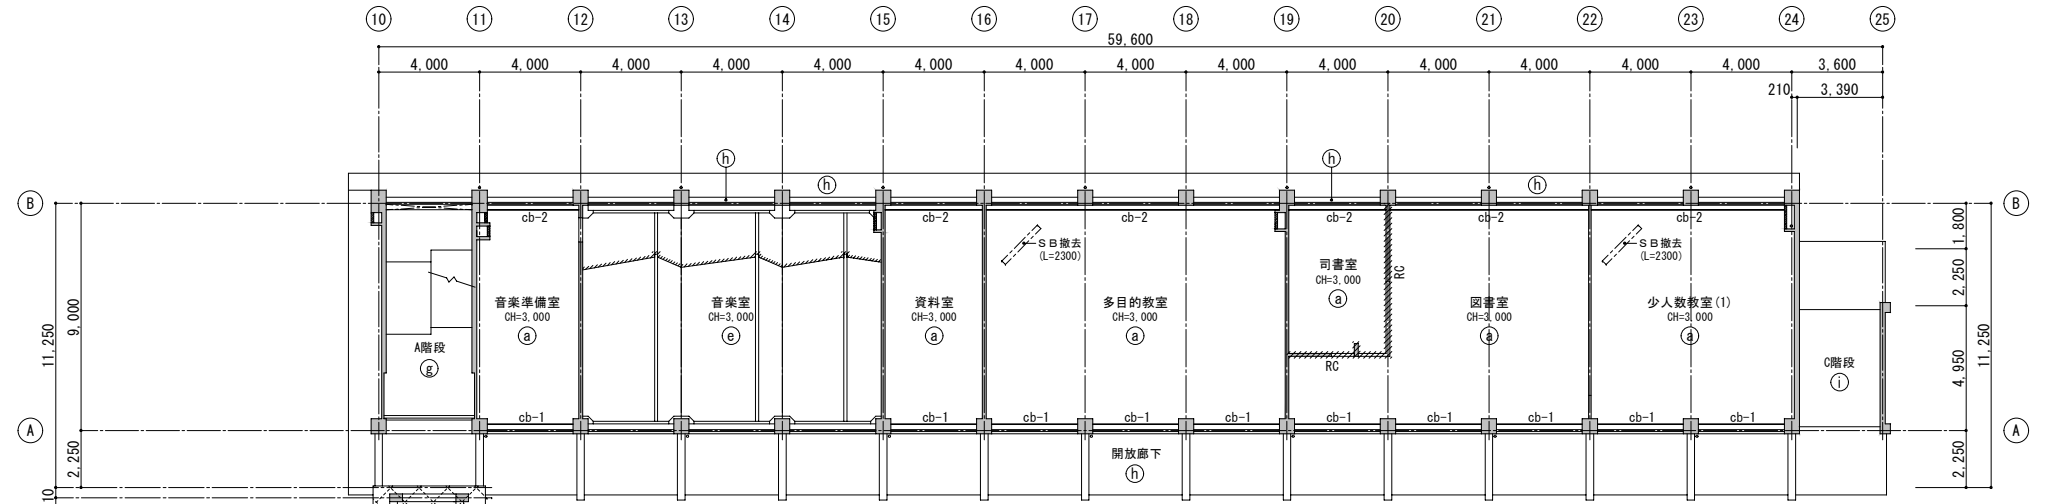 10 11 12 13 14 15 16 17 18 19 20 21 22 23 24 25
59,600
4,000 4,000 4,000 4,000 4,000 4,000 4,000 4,000 4,000 4,000 4,000 4,000 4,000 4,000 3,600
210 3,390
h h
h h
B B
cb-2 cb-2 cb-2 cb-2 cb-2 cb-2
1,800
SB撤去
(L=2300)
SB撤去
(L=2300)
2,250
司書室
CH=3,000
a
RC
音楽準備室
CH=3,000
a
音楽室
CH=3,000
e
資料室
CH=3,000
a
多目的教室
CH=3,000
a
図書室
CH=3,000
a
少人数教室(1)
CH=3,000
a
9,000
11,250
A階段
g
RC
C階段
i
4,950
11,250
cb-1 cb-1 cb-1 cb-1 cb-1 cb-1 cb-1 cb-1 cb-1 cb-1
A A
開放廊下
h
2,250
2,250
10